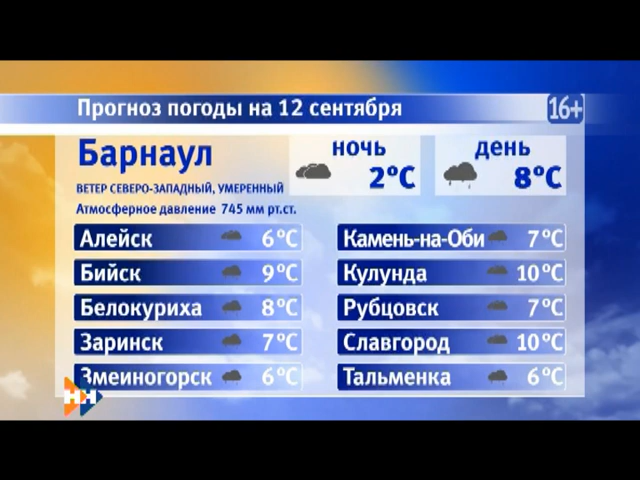 Прогноз погоды на 12 сентября
16+
Барнаул
ночь
2°C
день
8°C
ВЕТЕР СЕВЕРО-ЗАПАДНЫЙ, УМЕРЕННЫЙ
Атмосферное давление 745 мм рт.ст.
Алейск 6°C
Бийск 9°C
Белокуриха 8°C
Заринск 7°C
Змеиногорск 6°C
Камень-на-Оби 7°C
Кулунда 10°C
Рубцовск 7°C
Славгород 10°C
Тальменка 6°C
НН